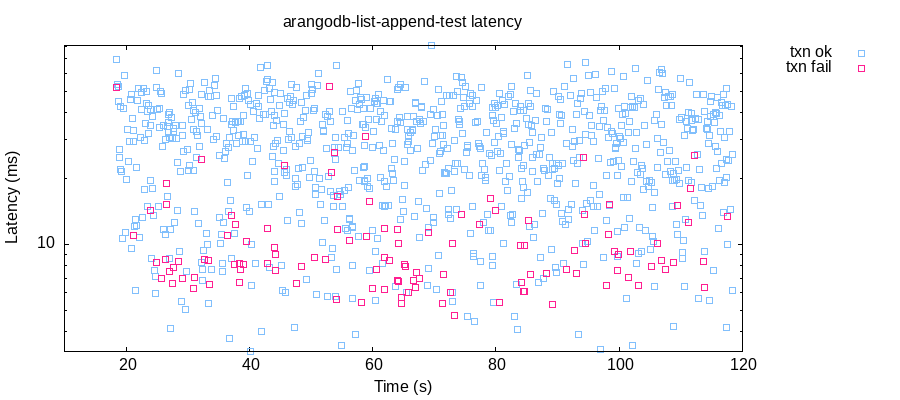 arangodb-list-append-test latency
txn ok
txn fail
Latency (ms)
10
20 40 60 80 100 120
Time (s)